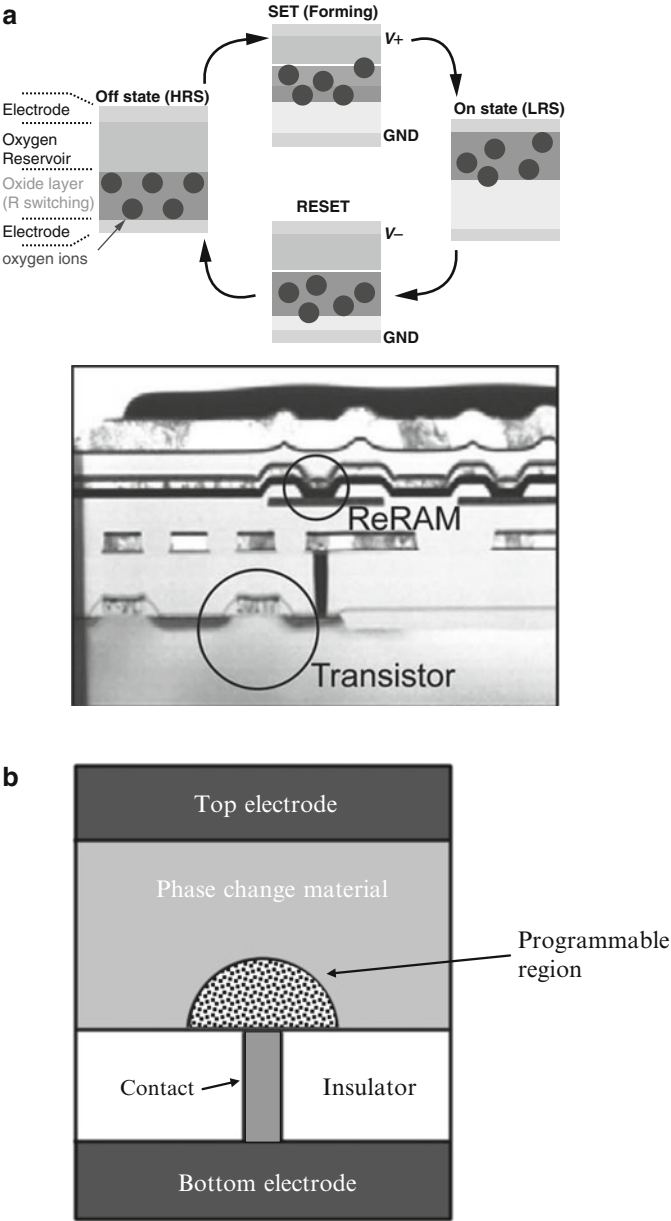 a
SET (Forming)
V+
GND
Off state (HRS)
Electrode
Oxygen
Reservoir
Oxide layer
(R switching)
Electrode
oxygen ions
On state (LRS)
RESET
V−
GND
ReRAM
Transistor
b
Top electrode
Phase change material
Programmable
region
Contact
Insulator
Bottom electrode